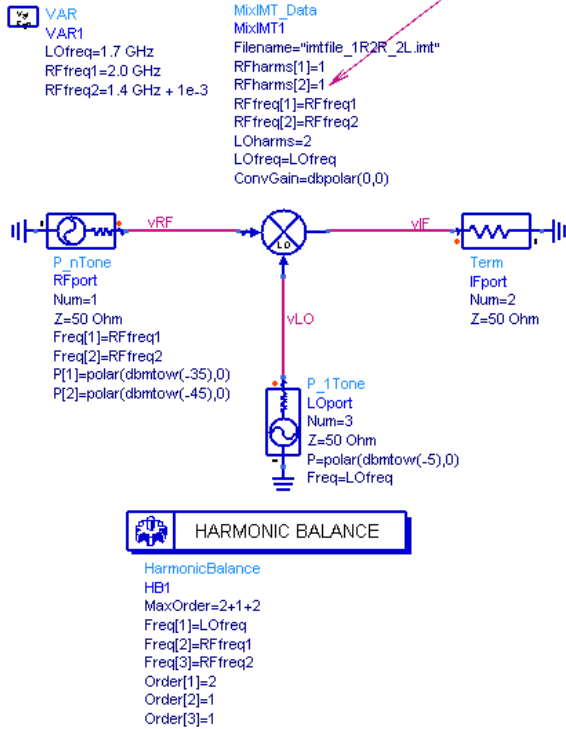 Var
Eqn
VAR
VAR1
LOfreq=1.7 GHz
RFfreq1=2.0 GHz
RFfreq2=1.4 GHz + 1e-3
MixIMT_Data
MixIMT1
Filename="imtfile_1R2R_2L.imt"
RFharms[1]=1
RFharms[2]=1
RFfreq[1]=RFfreq1
RFfreq[2]=RFfreq2
LOharms=2
LOfreq=LOfreq
ConvGain=dbpolar(0,0)
vRF
LO
vIF
P_nTone
RFport
Num=1
Z=50 Ohm
Freq[1]=RFfreq1
Freq[2]=RFfreq2
P[1]=polar(dbmtow(-35),0)
P[2]=polar(dbmtow(-45),0)
Term
IFport
Num=2
Z=50 Ohm
vLO
P_1Tone
LOport
Num=3
Z=50 Ohm
P=polar(dbmtow(-5),0)
Freq=LOfreq
HARMONIC BALANCE
HarmonicBalance
HB1
MaxOrder=2+1+2
Freq[1]=LOfreq
Freq[2]=RFfreq1
Freq[3]=RFfreq2
Order[1]=2
Order[2]=1
Order[3]=1